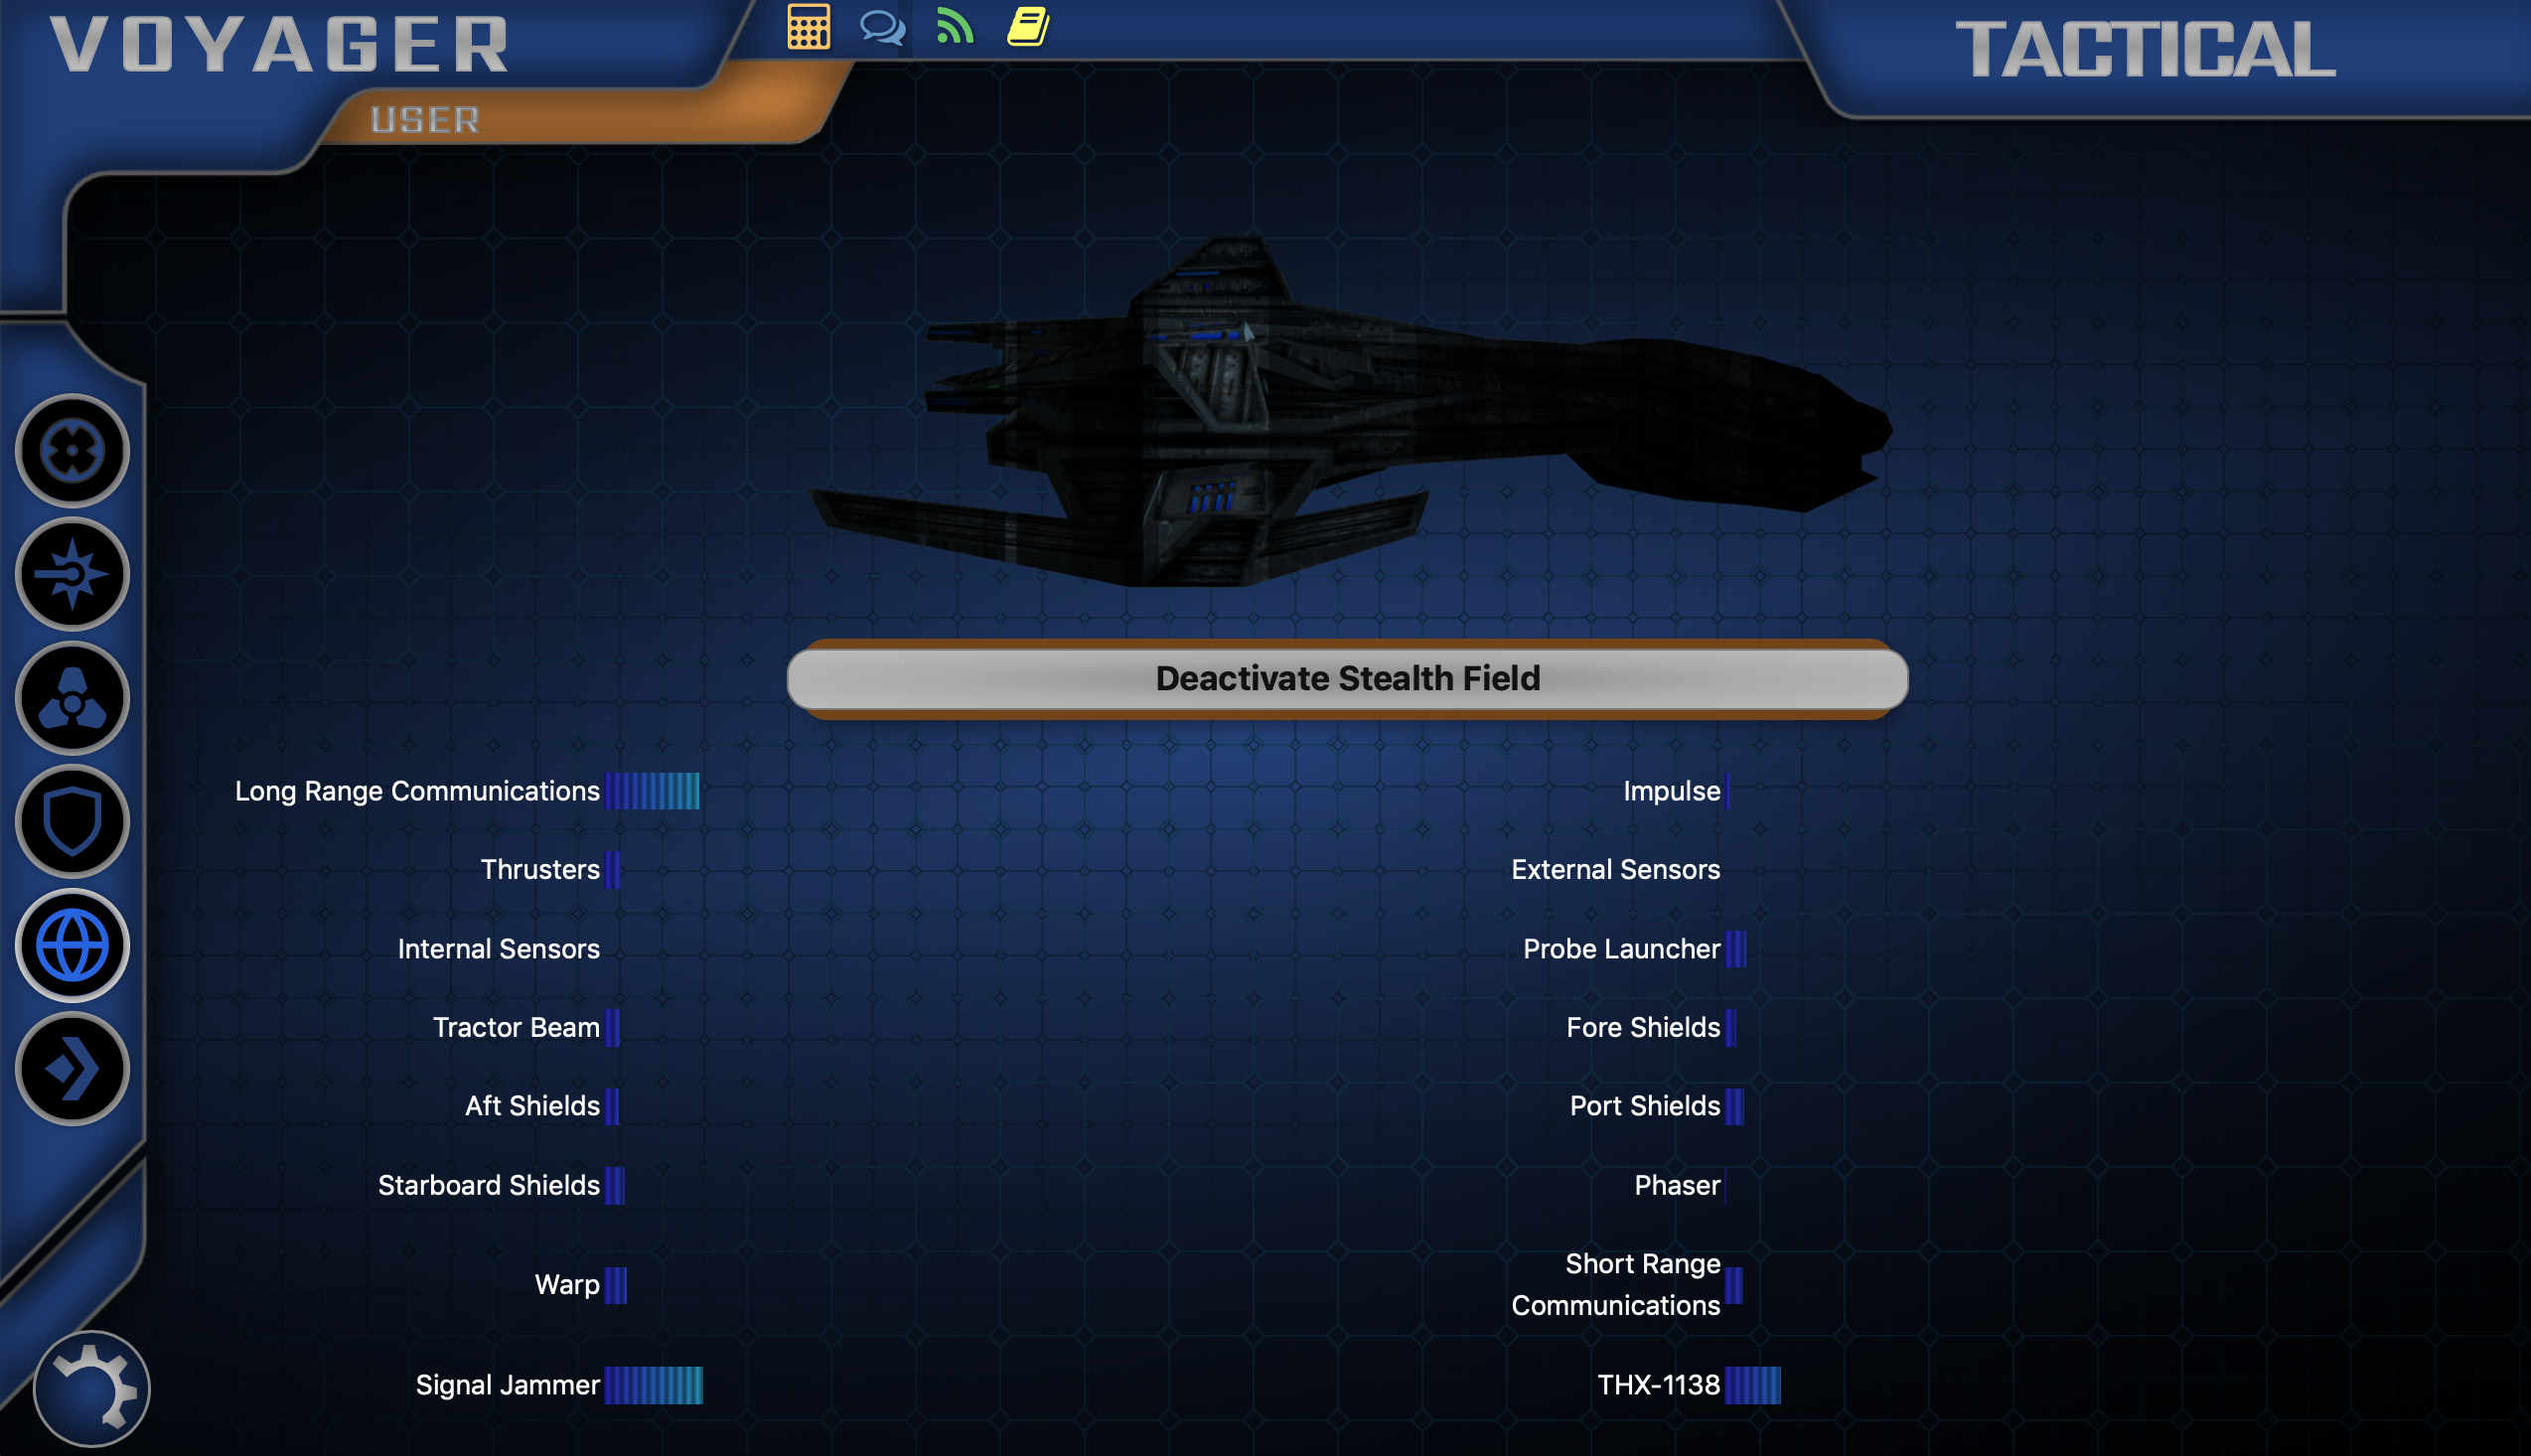 VOYAGER
TACTICAL
USER
Deactivate Stealth Field
Long Range Communications
Impulse
Thrusters
External Sensors
Internal Sensors
Probe Launcher
Tractor Beam
Fore Shields
Aft Shields
Port Shields
Starboard Shields
Phaser
Warp
Short Range
Communications
Signal Jammer
THX-1138